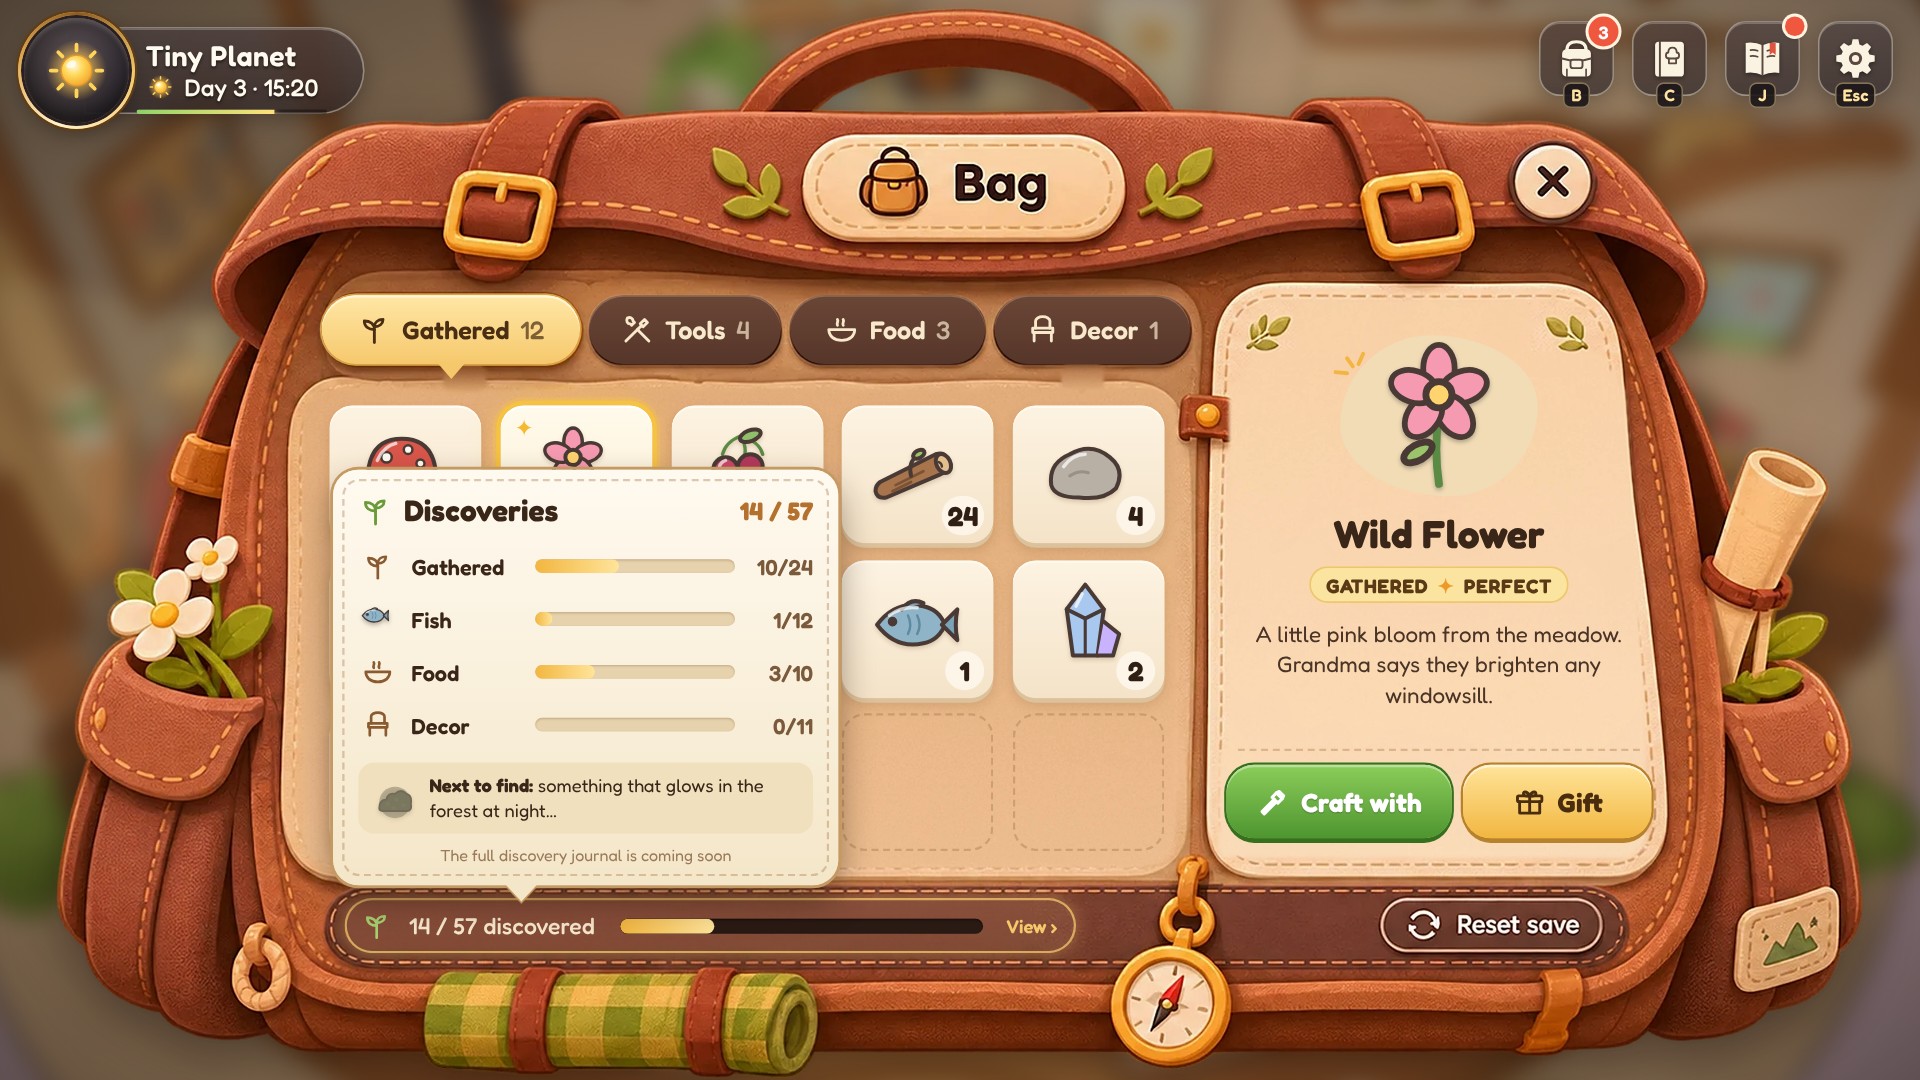 Tiny Planet
Day 3 · 15:20
3
B
C
J
Esc
Bag
Gathered 12
Tools 4
Food 3
Decor 1
24
4
1
2
Discoveries 14 / 57
Gathered 10/24
Fish 1/12
Food 3/10
Decor 0/11
Next to find: something that glows in the
forest at night...
The full discovery journal is coming soon
14 / 57 discovered View ›
Wild Flower
GATHERED ✦ PERFECT
A little pink bloom from the meadow.
Grandma says they brighten any
windowsill.
Craft with
Gift
Reset save